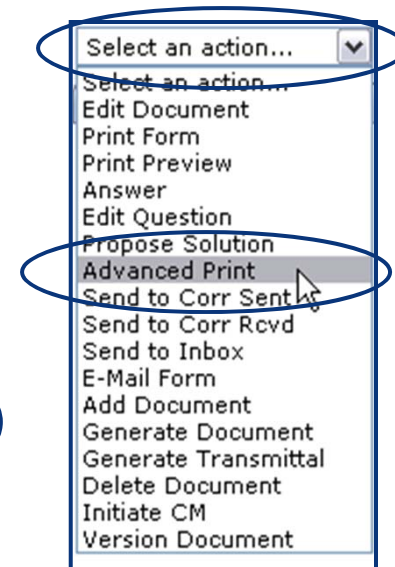 Select an action...
Select an action...
Edit Document
Print Form
Print Preview
Answer
Edit Question
Propose Solution
Advanced Print
Send to Corr Sent
Send to Corr Rcvd
Send to Inbox
E-Mail Form
Add Document
Generate Document
Generate Transmittal
Delete Document
Initiate CM
Version Document